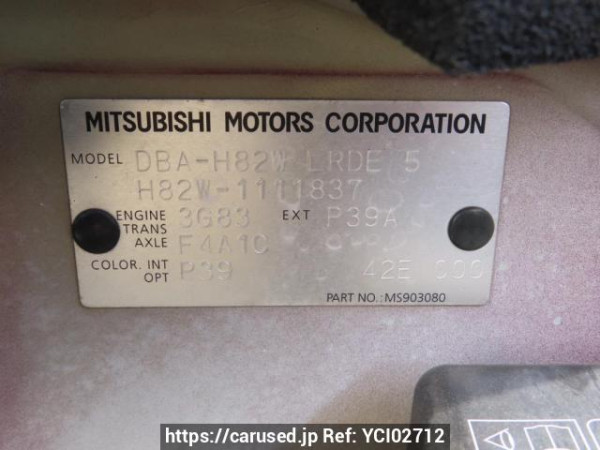 MITSUBISHI MOTORS CORPORATION
MODEL DBA-H82W LRDE 5
H82W-1111837
ENGINE 3G83 EXT P39A
TRANS
AXLE F4A1C
COLOR. INT P39 42E 000
OPT
PART NO.: MS903080
https://carused.jp Ref: YCI02712